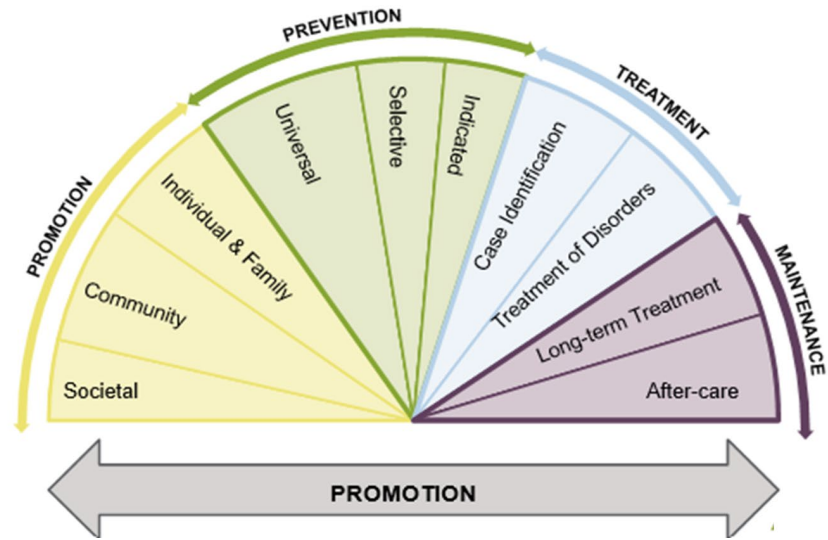 PREVENTION
TREATMENT
PROMOTION
MAINTENANCE
Societal
Community
Individual & Family
Universal
Selective
Indicated
Case Identification
Treatment of Disorders
Long-term Treatment
After-care
PROMOTION